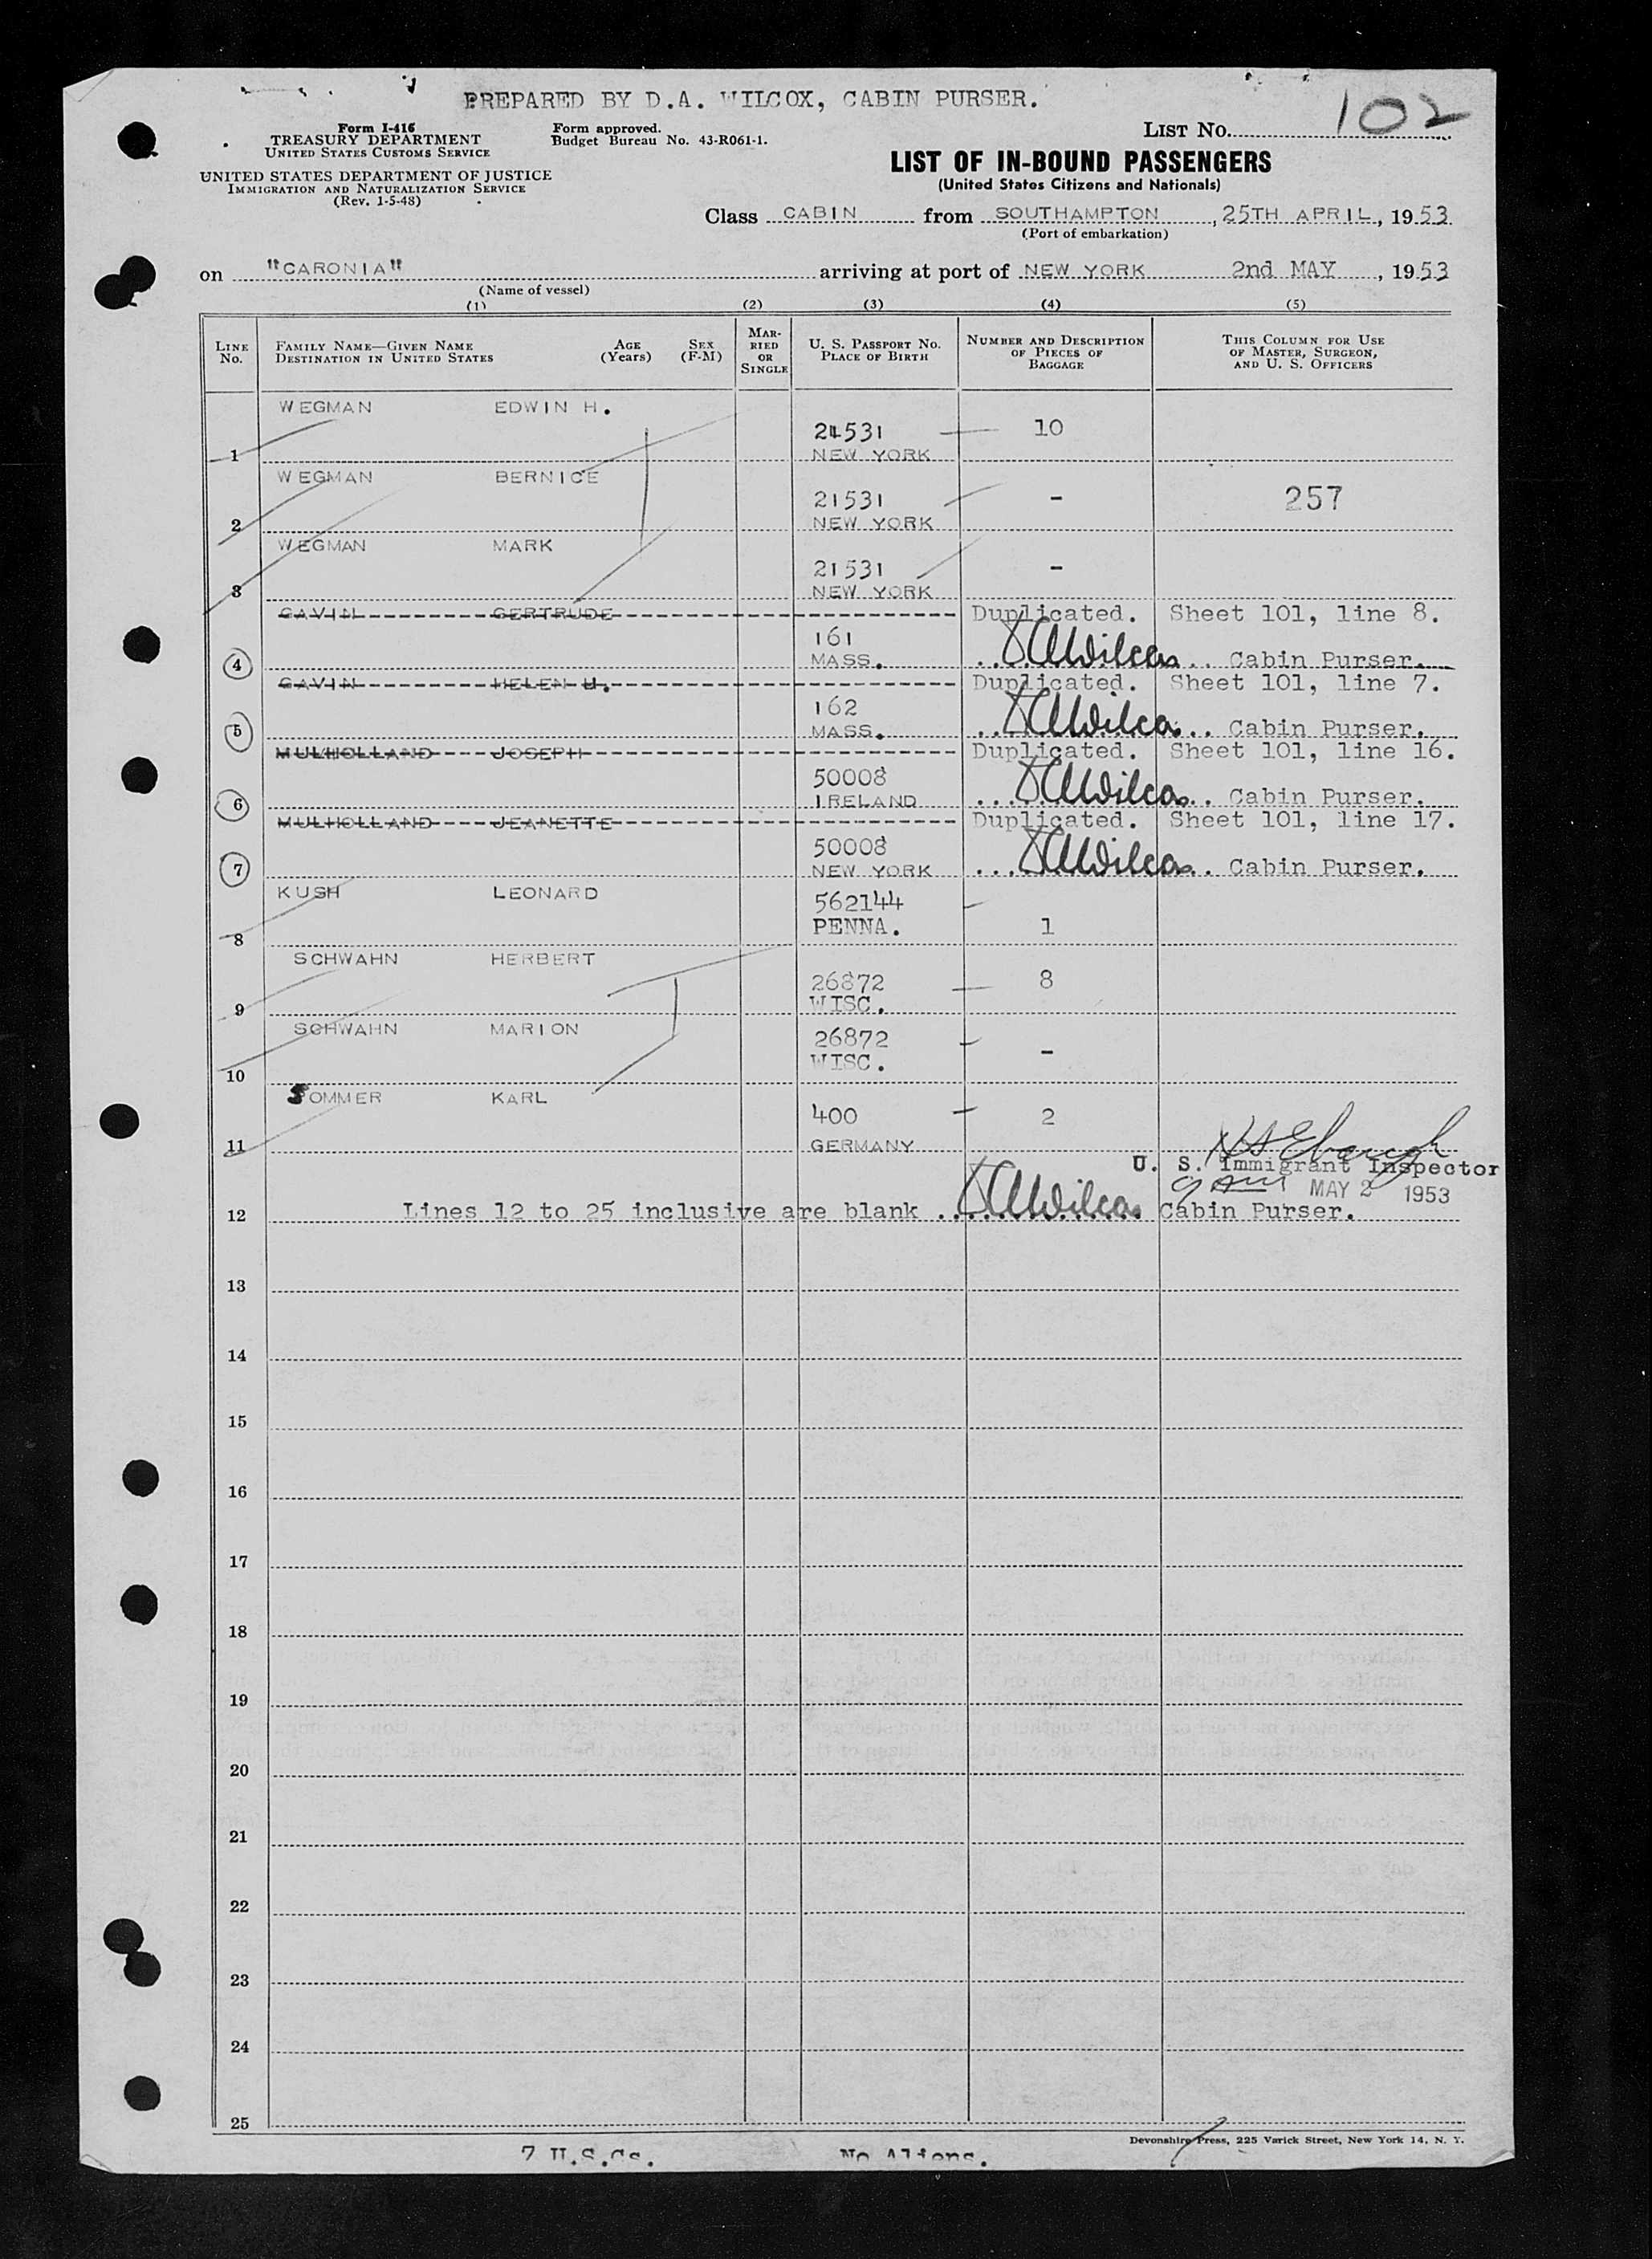 PREPARED BY D.A. WILCOX, CABIN PURSER.
Form I-416
TREASURY DEPARTMENT
UNITED STATES CUSTOMS SERVICE
UNITED STATES DEPARTMENT OF JUSTICE
IMMIGRATION AND NATURALIZATION SERVICE
(Rev. 1-5-48)
Form approved.
Budget Bureau No. 43-R061-1.
LIST NO. 102
LIST OF IN-BOUND PASSENGERS
(United States Citizens and Nationals)
Class CABIN from SOUTHAMPTON, 25TH APRIL, 1953
(Port of embarkation)
on "CARONIA" arriving at port of NEW YORK 2nd MAY, 1953
(Name of vessel)
(1) (2) (3) (4) (5)
LINE NO.
FAMILY NAME—GIVEN NAME
DESTINATION IN UNITED STATES
AGE (Years)
SEX (F-M)
MARRIED OR SINGLE
U. S. PASSPORT NO.
PLACE OF BIRTH
NUMBER AND DESCRIPTION OF PIECES OF BAGGAGE
THIS COLUMN FOR USE OF MASTER, SURGEON, AND U. S. OFFICERS
WEGMAN EDWIN H.
21531 10
1 NEW YORK
WEGMAN BERNICE
21531 - 257
2 NEW YORK
WEGMAN MARK
21531 -
3 NEW YORK
GAVIN GERTRUDE Duplicated. Sheet 101, line 8.
161
4 MASS. DAWilcox Cabin Purser.
GAVIN HELEN U. Duplicated. Sheet 101, line 7.
162
5 MASS. DAWilcox Cabin Purser.
MULHOLLAND JOSEPH Duplicated. Sheet 101, line 16.
50008
6 IRELAND DAWilcox Cabin Purser.
MULHOLLAND JEANETTE Duplicated. Sheet 101, line 17.
50008
7 NEW YORK DAWilcox Cabin Purser.
KUSH LEONARD 562144
8 PENNA. 1
SCHWAHN HERBERT
26872 8
9 WISC.
SCHWAHN MARION 26872
10 WISC. -
SOMMER KARL
400 2
11 GERMANY
U. S. Immigrant Inspector
MAY 2 1953
12 Lines 12 to 25 inclusive are blank DAWilcox Cabin Purser.
13
14
15
16
17
18
19
20
21
22
23
24
25
Devonshire Press, 225 Varick Street, New York 14, N. Y.
7 U.S.Cs. No Aliens.